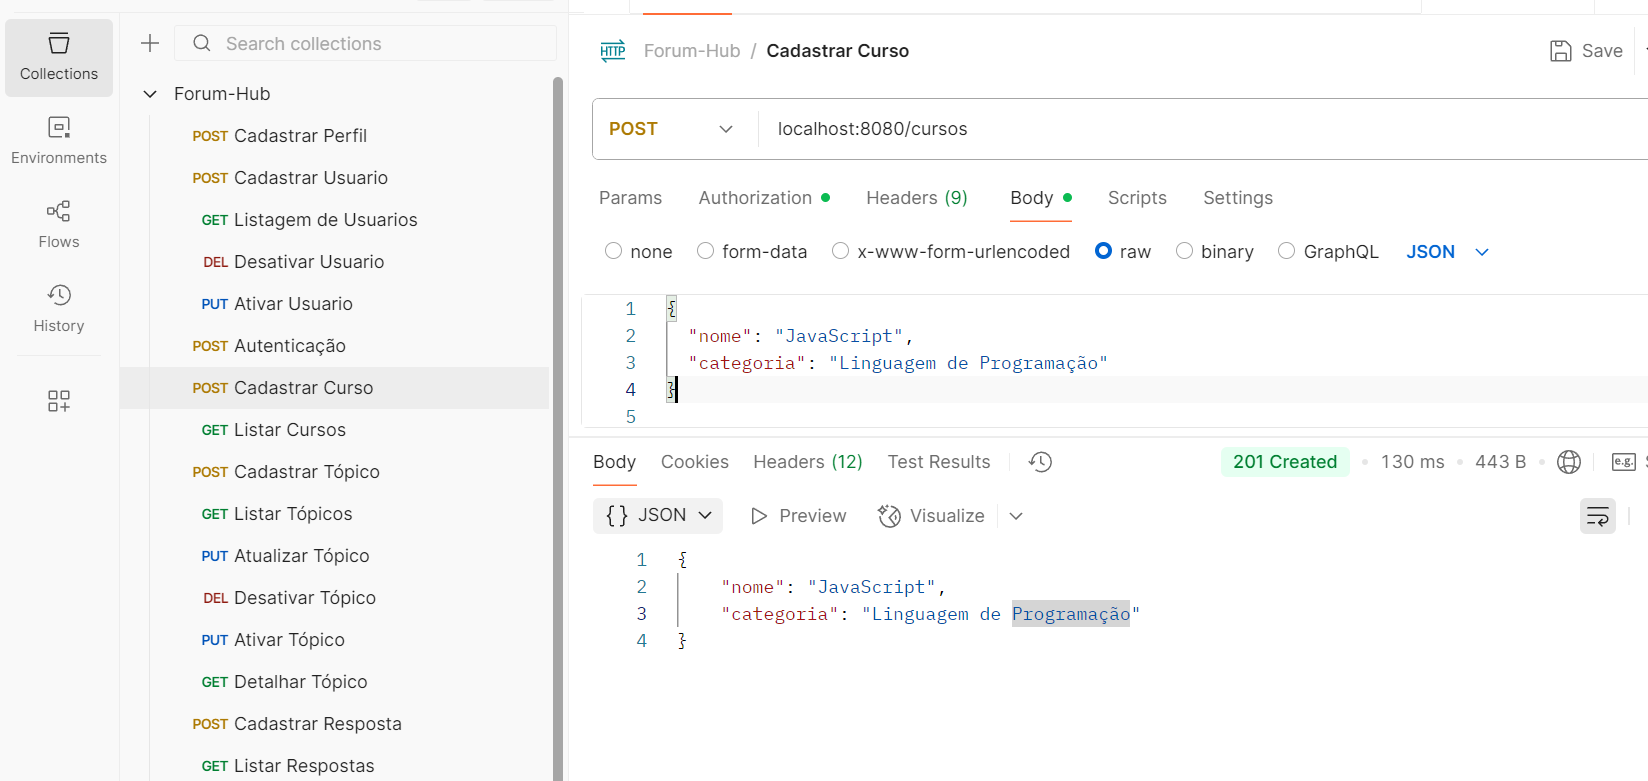 Collections
Environments
Flows
History
Search collections
Forum-Hub
POST Cadastrar Perfil
POST Cadastrar Usuario
GET Listagem de Usuarios
DEL Desativar Usuario
PUT Ativar Usuario
POST Autenticação
POST Cadastrar Curso
GET Listar Cursos
POST Cadastrar Tópico
GET Listar Tópicos
PUT Atualizar Tópico
DEL Desativar Tópico
PUT Ativar Tópico
GET Detalhar Tópico
POST Cadastrar Resposta
GET Listar Respostas
HTTP Forum-Hub / Cadastrar Curso
Save
POST localhost:8080/cursos
Params Authorization Headers (9) Body Scripts Settings
none form-data x-www-form-urlencoded raw binary GraphQL JSON
1 {
2 "nome": "JavaScript",
3 "categoria": "Linguagem de Programação"
4 }
5
Body Cookies Headers (12) Test Results 201 Created • 130 ms • 443 B • e.g.
{} JSON Preview Visualize
1 {
2 "nome": "JavaScript",
3 "categoria": "Linguagem de Programação"
4 }